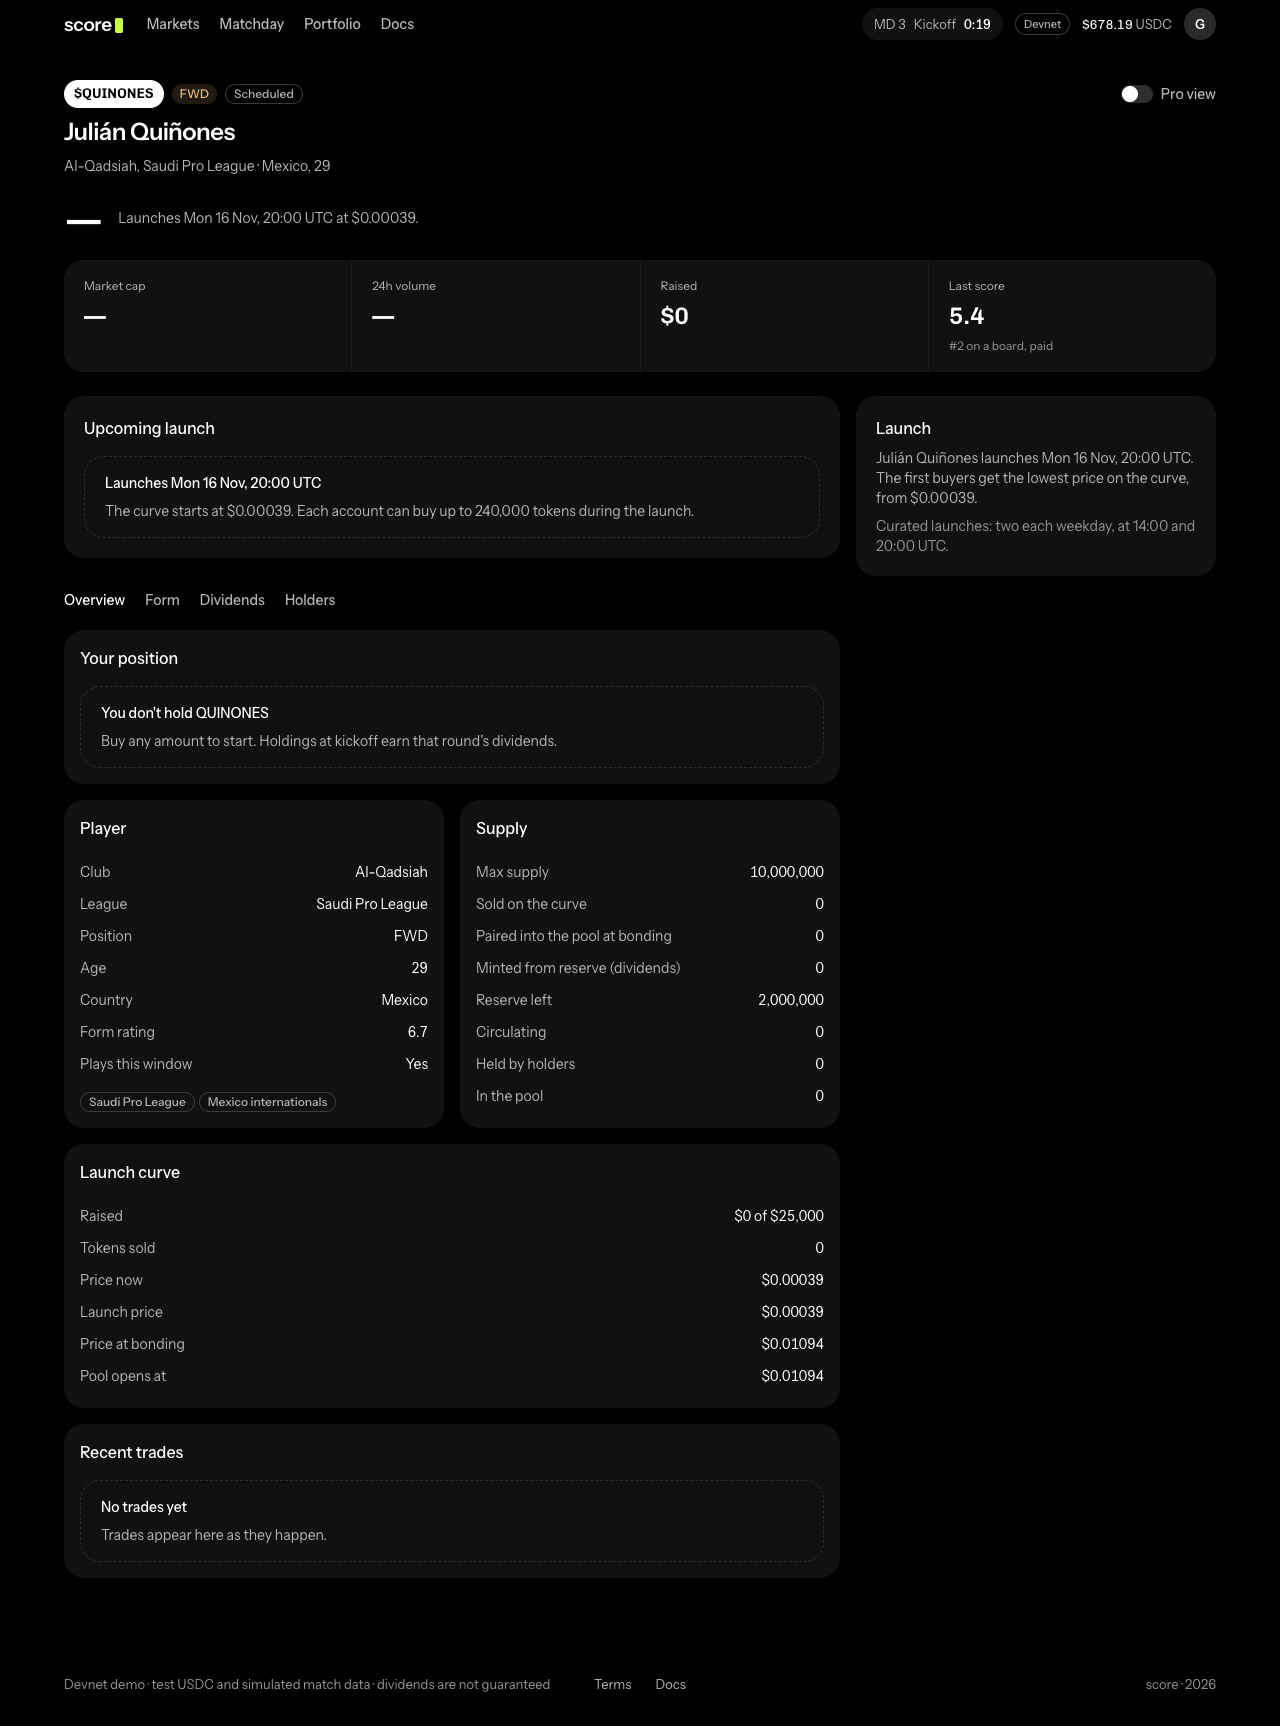 score
Markets
Matchday
Portfolio
Docs
MD 3 Kickoff 0:19
Devnet
$678.19 USDC
G
$QUINONES
FWD
Scheduled
Pro view
Julián Quiñones
Al-Qadsiah, Saudi Pro League · Mexico, 29
— Launches Mon 16 Nov, 20:00 UTC at $0.00039.
Market cap
—
24h volume
—
Raised
$0
Last score
5.4
#2 on a board, paid
Upcoming launch
Launches Mon 16 Nov, 20:00 UTC
The curve starts at $0.00039. Each account can buy up to 240,000 tokens during the launch.
Launch
Julián Quiñones launches Mon 16 Nov, 20:00 UTC.
The first buyers get the lowest price on the curve,
from $0.00039.
Curated launches: two each weekday, at 14:00 and
20:00 UTC.
Overview
Form
Dividends
Holders
Your position
You don't hold QUINONES
Buy any amount to start. Holdings at kickoff earn that round's dividends.
Player
Club Al-Qadsiah
League Saudi Pro League
Position FWD
Age 29
Country Mexico
Form rating 6.7
Plays this window Yes
Saudi Pro League
Mexico internationals
Supply
Max supply 10,000,000
Sold on the curve 0
Paired into the pool at bonding 0
Minted from reserve (dividends) 0
Reserve left 2,000,000
Circulating 0
Held by holders 0
In the pool 0
Launch curve
Raised $0 of $25,000
Tokens sold 0
Price now $0.00039
Launch price $0.00039
Price at bonding $0.01094
Pool opens at $0.01094
Recent trades
No trades yet
Trades appear here as they happen.
Devnet demo · test USDC and simulated match data · dividends are not guaranteed
Terms
Docs
score · 2026